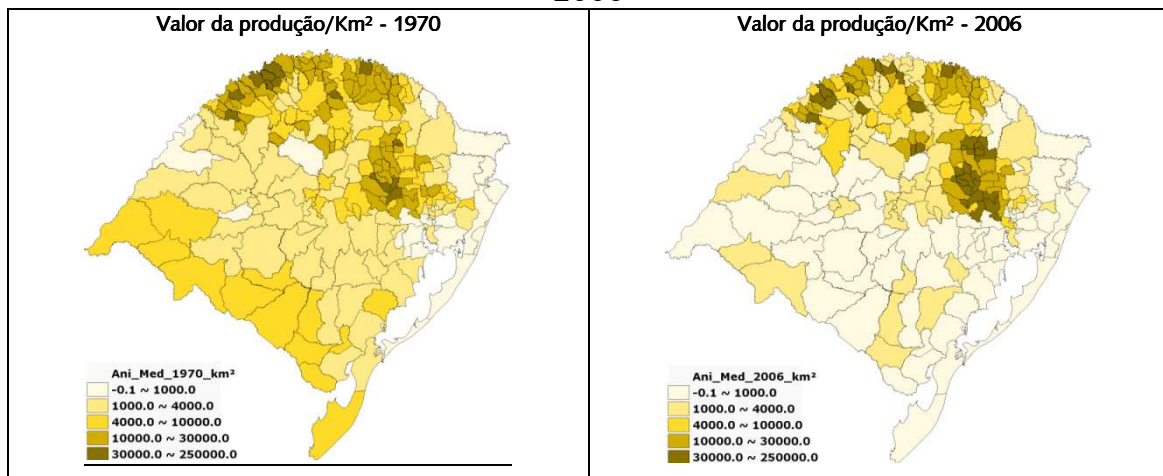 Valor da produção/Km² - 1970
Valor da produção/Km² - 2006
Ani_Med_1970_km²
-0.1 ~ 1000.0
1000.0 ~ 4000.0
4000.0 ~ 10000.0
10000.0 ~ 30000.0
30000.0 ~ 250000.0
Ani_Med_2006_km²
-0.1 ~ 1000.0
1000.0 ~ 4000.0
4000.0 ~ 10000.0
10000.0 ~ 30000.0
30000.0 ~ 250000.0